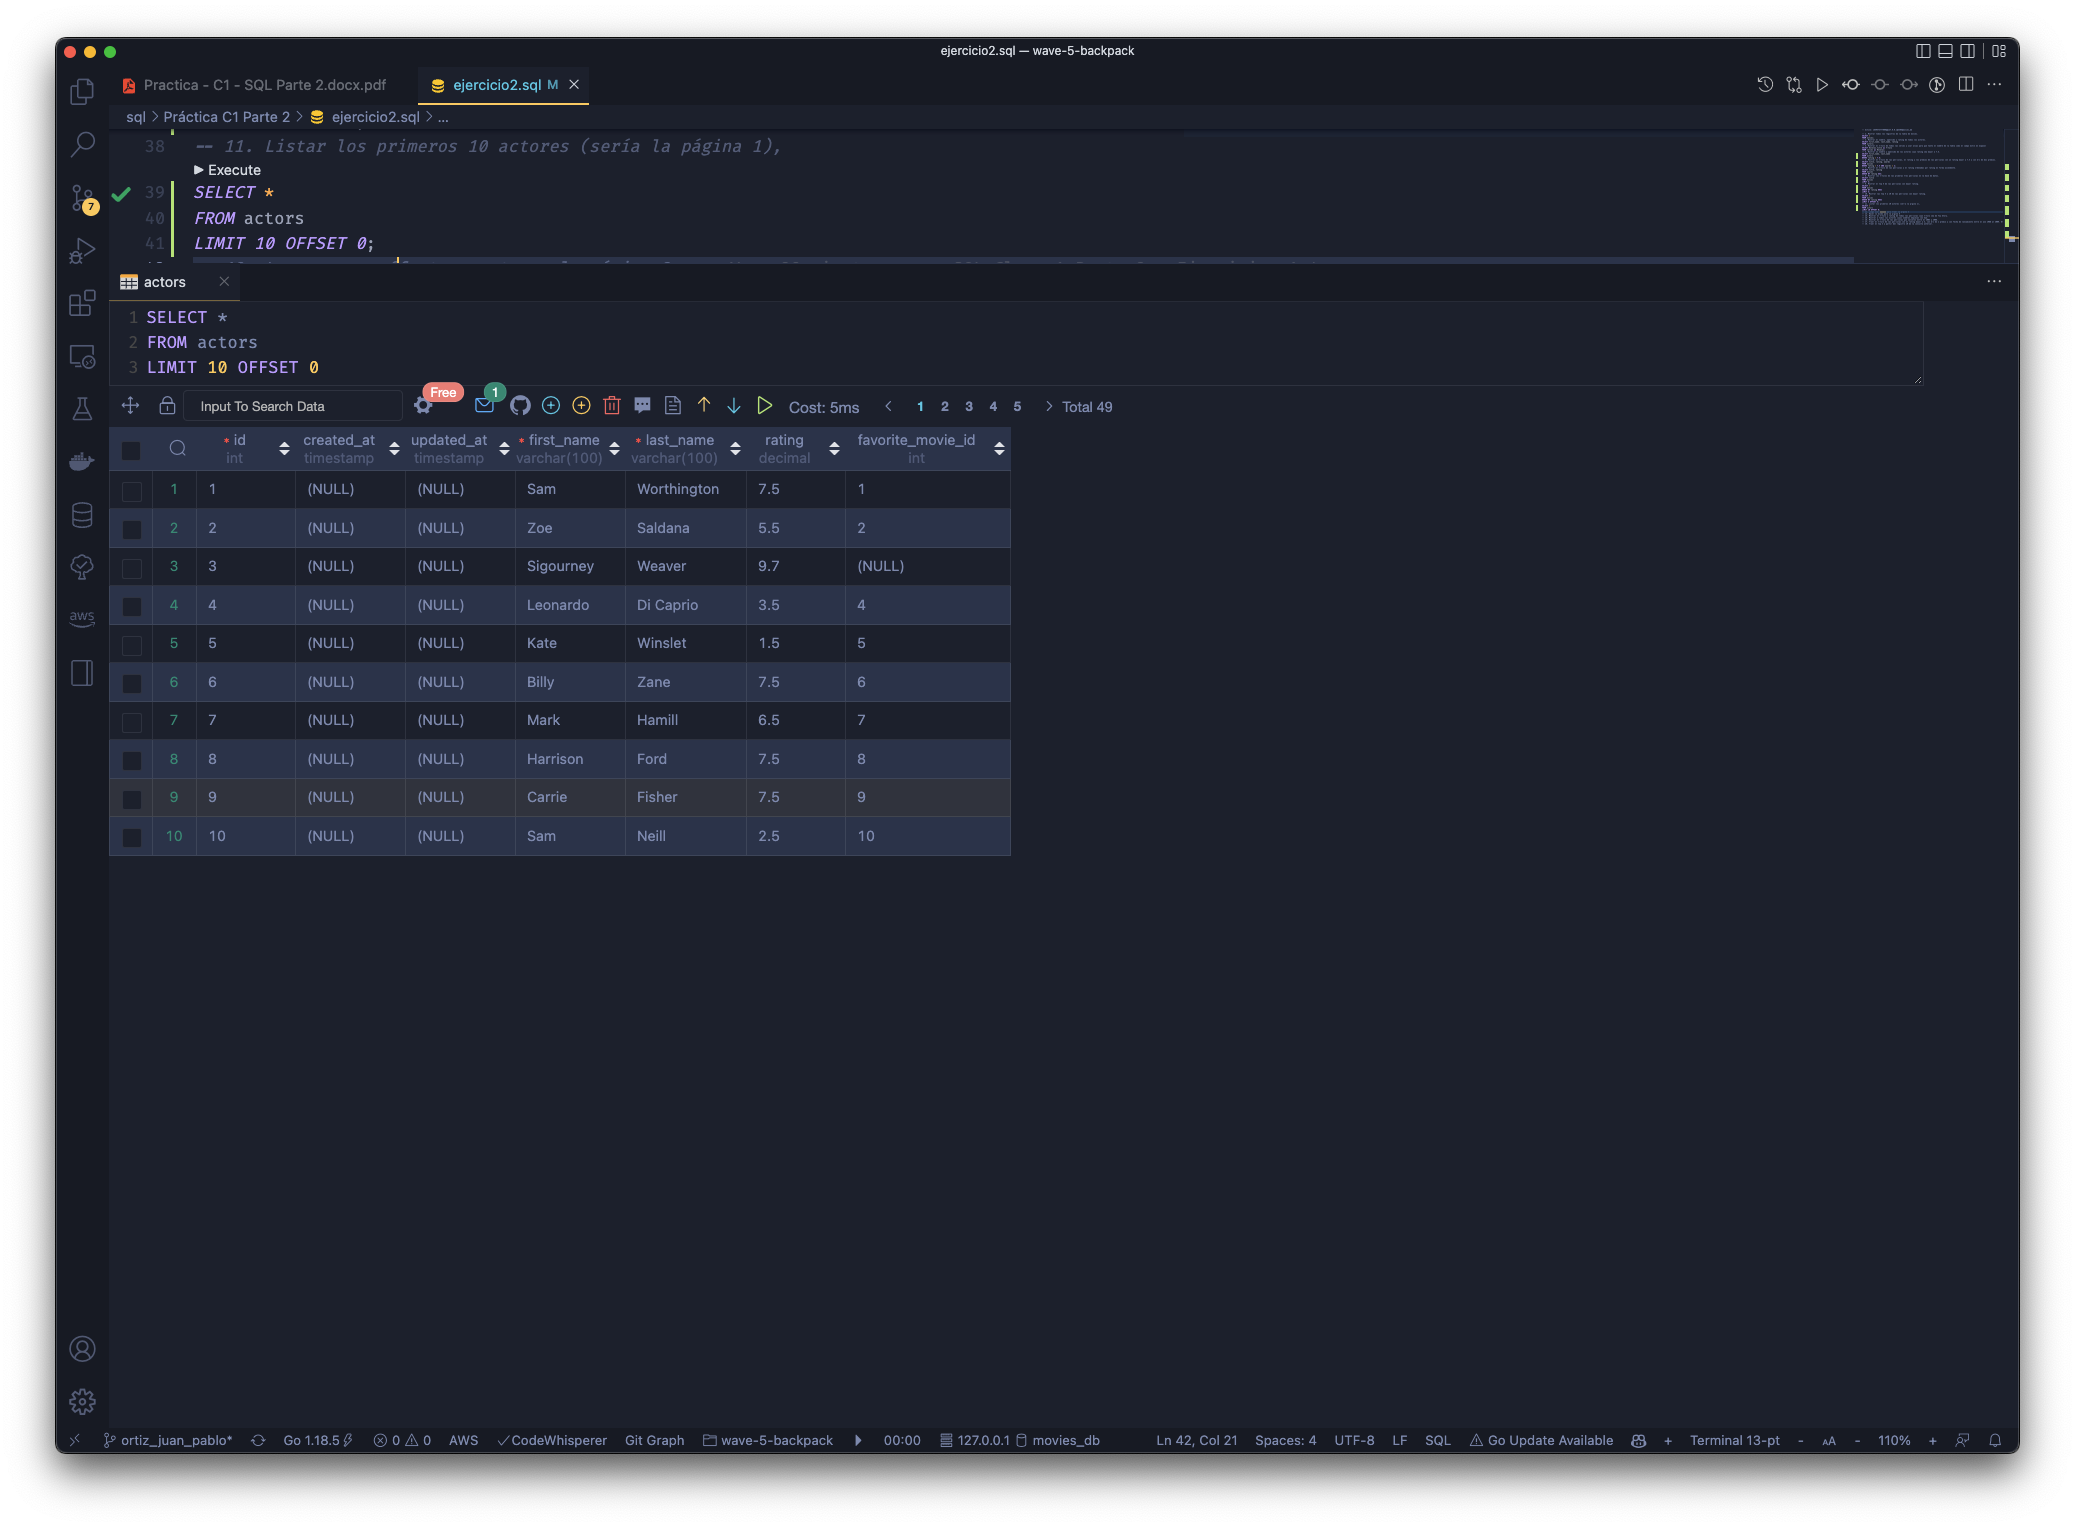 ejercicio2.sql — wave-5-backpack
Practica - C1 - SQL Parte 2.docx.pdf
ejercicio2.sql M
sql > Práctica C1 Parte 2 > ejercicio2.sql > ...
38 -- 11. Listar los primeros 10 actores (sería la página 1),
Execute
39 SELECT *
40 FROM actors
41 LIMIT 10 OFFSET 0;
7
aws
actors
1 SELECT *
2 FROM actors
3 LIMIT 10 OFFSET 0
Input To Search Data Free 1 Cost: 5ms < 1 2 3 4 5 > Total 49
* id created_at updated_at * first_name * last_name rating favorite_movie_id
int timestamp timestamp varchar(100) varchar(100) decimal int
1 1 (NULL) (NULL) Sam Worthington 7.5 1
2 2 (NULL) (NULL) Zoe Saldana 5.5 2
3 3 (NULL) (NULL) Sigourney Weaver 9.7 (NULL)
4 4 (NULL) (NULL) Leonardo Di Caprio 3.5 4
5 5 (NULL) (NULL) Kate Winslet 1.5 5
6 6 (NULL) (NULL) Billy Zane 7.5 6
7 7 (NULL) (NULL) Mark Hamill 6.5 7
8 8 (NULL) (NULL) Harrison Ford 7.5 8
9 9 (NULL) (NULL) Carrie Fisher 7.5 9
10 10 (NULL) (NULL) Sam Neill 2.5 10
ortiz_juan_pablo* Go 1.18.5 0 0 AWS CodeWhisperer Git Graph wave-5-backpack 00:00 127.0.0.1 movies_db Ln 42, Col 21 Spaces: 4 UTF-8 LF SQL Go Update Available + Terminal 13-pt - AA - 110% +